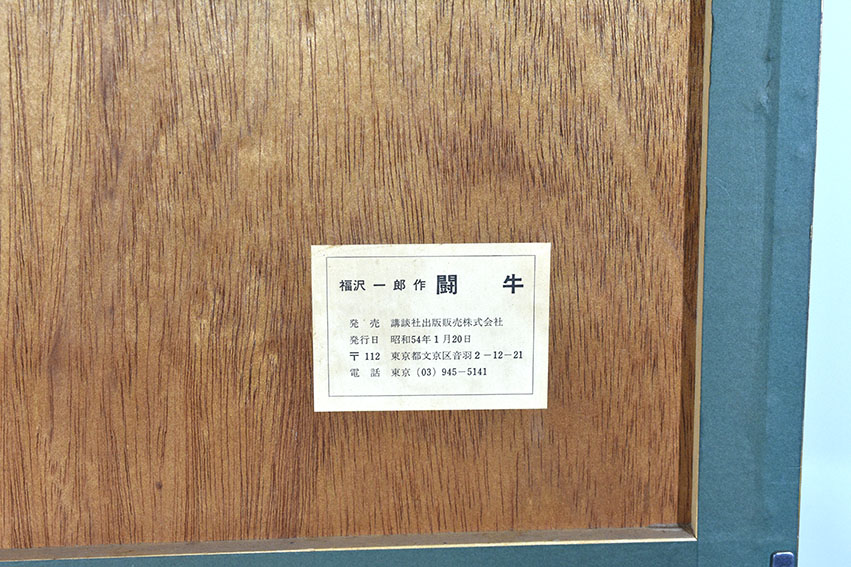 福沢一郎作 闘牛
発売 講談社出版販売株式会社
発行日 昭和54年1月20日
〒112 東京都文京区音羽2-12-21
電話 東京(03)945-5141